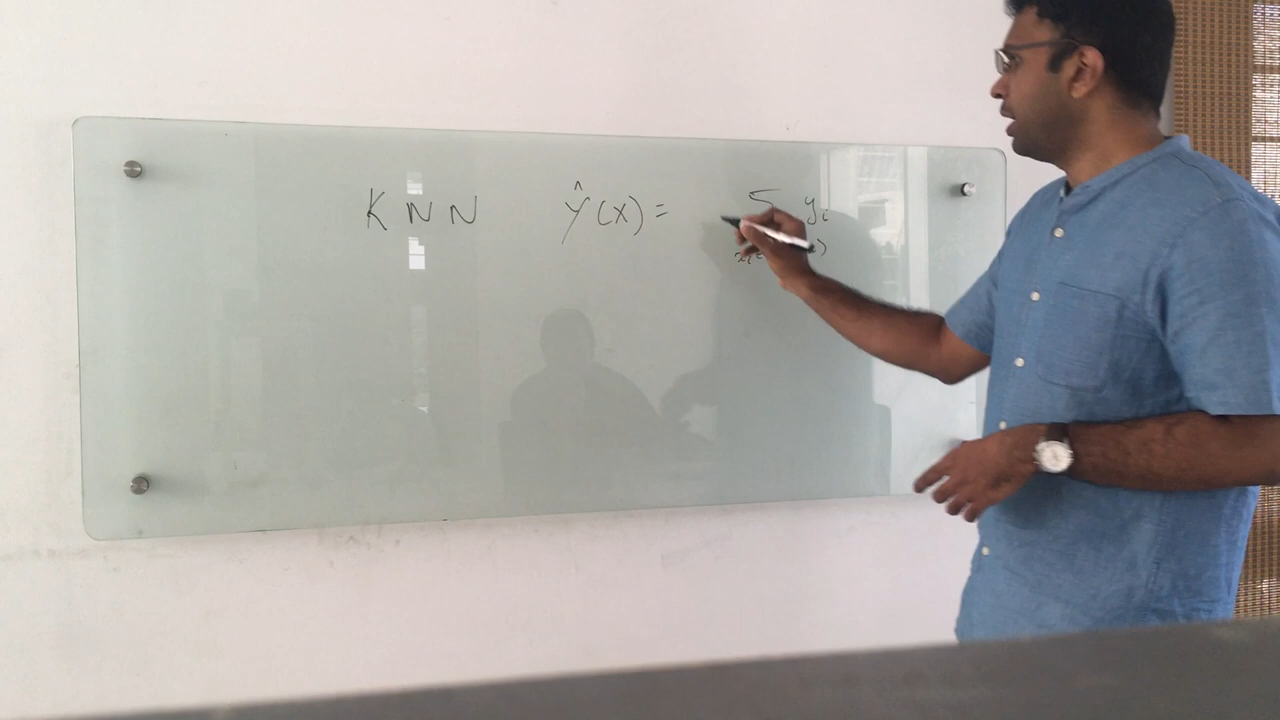 KNN ŷ(x) = Σ yᵢ